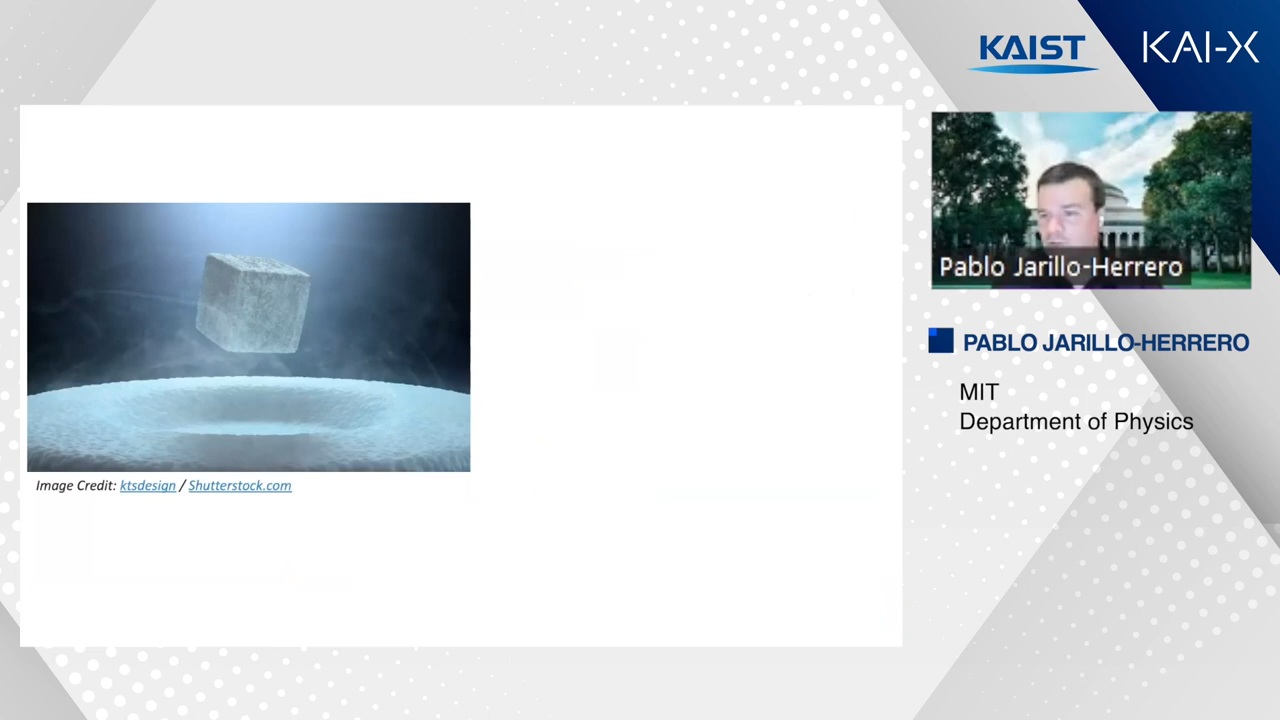 KAIST
KAI-X
Pablo Jarillo-Herrero
PABLO JARILLO-HERRERO
MIT
Department of Physics
Image Credit: ktsdesign / Shutterstock.com